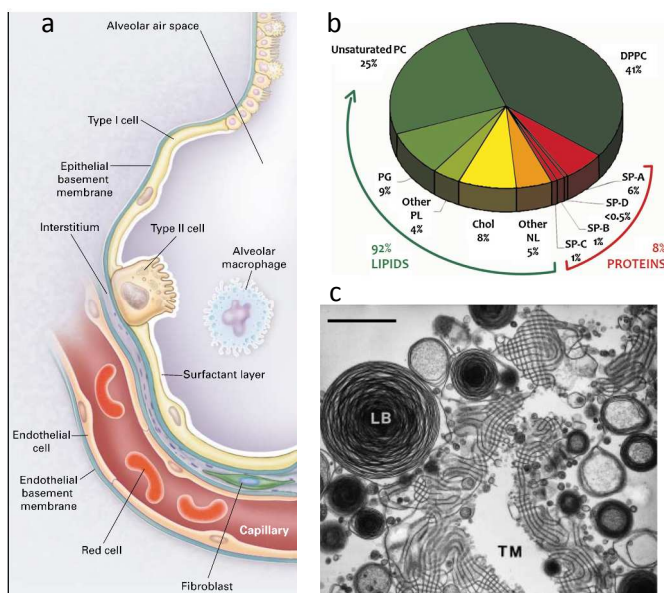 a
Alveolar air space
Type I cell
Epithelial
basement
membrane
Interstitium
Type II cell
Alveolar
macrophage
Surfactant layer
Endothelial
cell
Endothelial
basement
membrane
Red cell
Capillary
Fibroblast
b
Unsaturated PC
25%
DPPC
41%
PG
9%
Other
PL
4%
Chol
8%
Other
NL
5%
SP-C
1%
SP-B
1%
SP-D
<0.5%
SP-A
6%
92%
LIPIDS
8%
PROTEINS
c
LB
TM